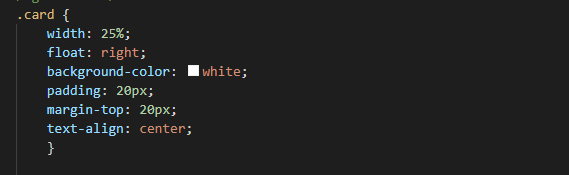 .card {
width: 25%;
float: right;
background-color: white;
padding: 20px;
margin-top: 20px;
text-align: center;
}